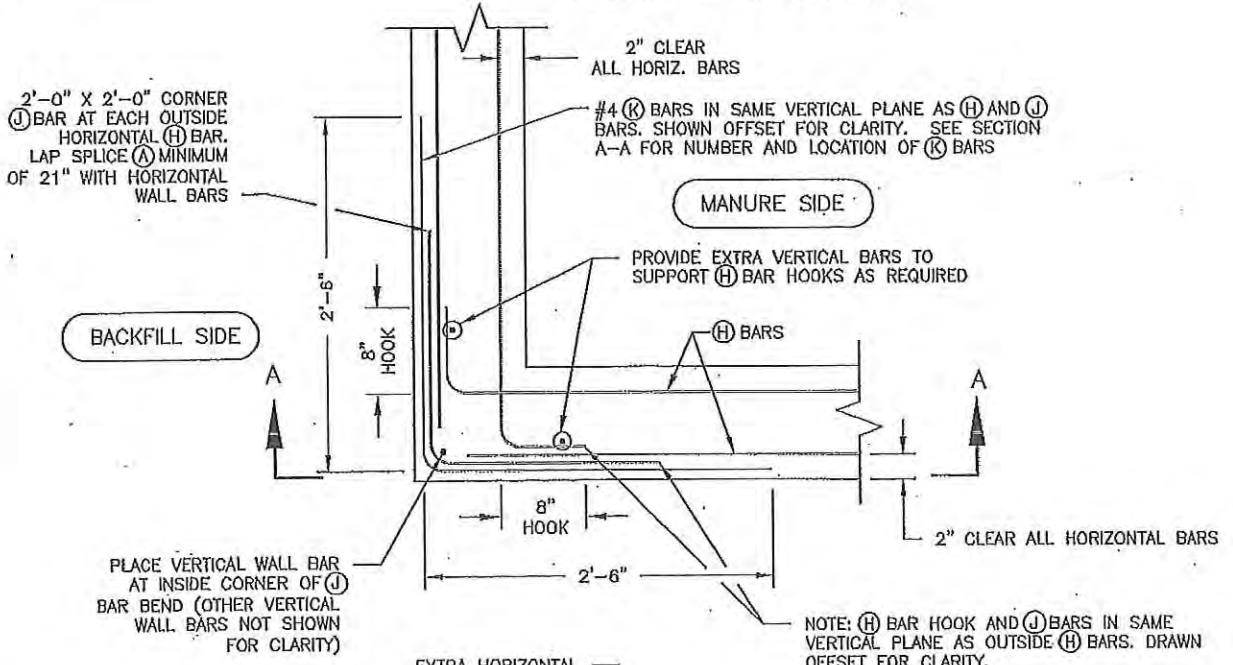 2" CLEAR
ALL HORIZ. BARS
2'-0" X 2'-0" CORNER
Ⓙ BAR AT EACH OUTSIDE
HORIZONTAL Ⓗ BAR.
LAP SPLICE Ⓐ MINIMUM
OF 21" WITH HORIZONTAL
WALL BARS
#4 Ⓚ BARS IN SAME VERTICAL PLANE AS Ⓗ AND Ⓙ
BARS. SHOWN OFFSET FOR CLARITY. SEE SECTION
A-A FOR NUMBER AND LOCATION OF Ⓚ BARS
MANURE SIDE
PROVIDE EXTRA VERTICAL BARS TO
SUPPORT Ⓗ BAR HOOKS AS REQUIRED
2'-6"
BACKFILL SIDE
8"
HOOK
Ⓗ BARS
A
A
8"
HOOK
2" CLEAR ALL HORIZONTAL BARS
2'-6"
PLACE VERTICAL WALL BAR
AT INSIDE CORNER OF Ⓙ
BAR BEND (OTHER VERTICAL
WALL BARS NOT SHOWN
FOR CLARITY)
NOTE: Ⓗ BAR HOOK AND Ⓙ BARS IN SAME
VERTICAL PLANE AS OUTSIDE Ⓗ BARS. DRAWN
OFFSET FOR CLARITY.
EXTRA HORIZONTAL